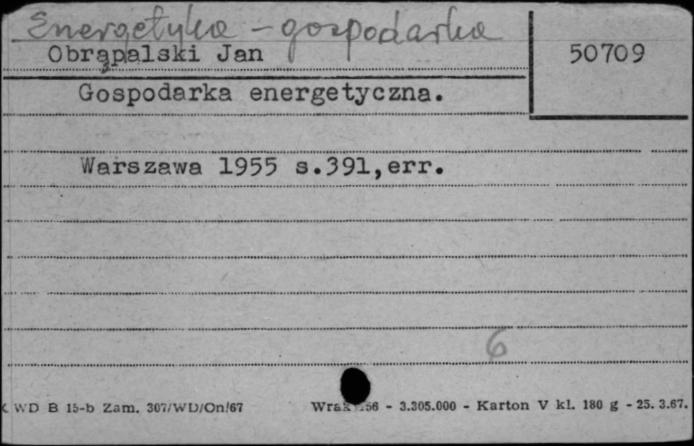 Energetyka - gospodarka
Obrąpalski Jan 50709
Gospodarka energetyczna.
Warszawa 1955 s.391,err.
6
WD B 15-b Zam. 307/WD/On/67 56 - 3.305.000 - Karton V kl. 180 g - 25. 3.67.